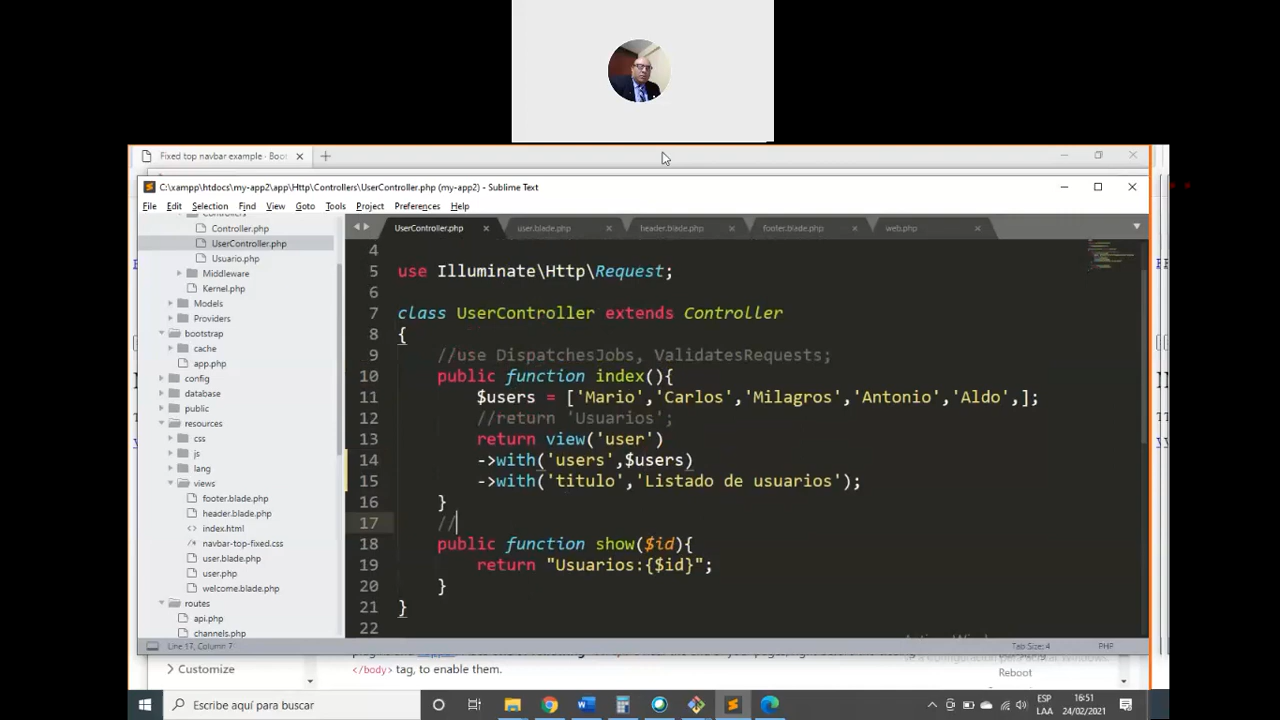 Fixed top navbar example · Boot
C:\xampp\htdocs\my-app2\app\Http\Controllers\UserController.php (my-app2) - Sublime Text
File Edit Selection Find View Goto Tools Project Preferences Help
Controllers
Controller.php
UserController.php
Usuario.php
Middleware
Kernel.php
Models
Providers
bootstrap
cache
app.php
config
database
public
resources
css
js
lang
views
footer.blade.php
header.blade.php
index.html
navbar-top-fixed.css
user.blade.php
user.php
welcome.blade.php
routes
api.php
channels.php
UserController.php user.blade.php header.blade.php footer.blade.php web.php
4
5 use Illuminate\Http\Request;
6
7 class UserController extends Controller
8 {
9 //use DispatchesJobs, ValidatesRequests;
10 public function index(){
11 $users = ['Mario','Carlos','Milagros','Antonio','Aldo',];
12 //return 'Usuarios';
13 return view('user')
14 ->with('users',$users)
15 ->with('titulo','Listado de usuarios');
16 }
17 //
18 public function show($id){
19 return "Usuarios:{$id}";
20 }
21 }
22
Line 17, Column 7 Tab Size: 4 PHP
Customize
</body> tag, to enable them.
Reboot
Escribe aquí para buscar
ESP
LAA
16:51
24/02/2021